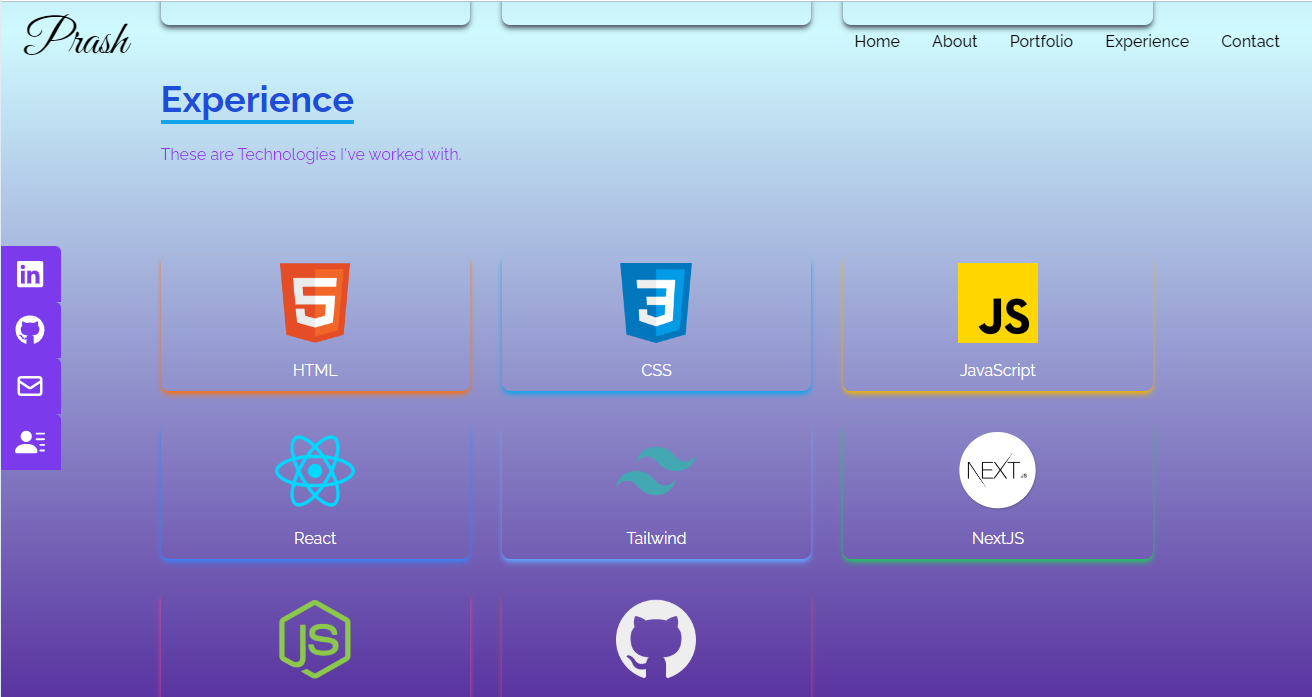 Prash
Home About Portfolio Experience Contact
Experience
These are Technologies I've worked with.
in
5 3 JS
HTML CSS JavaScript
NEXT.JS
React Tailwind NextJS
JS